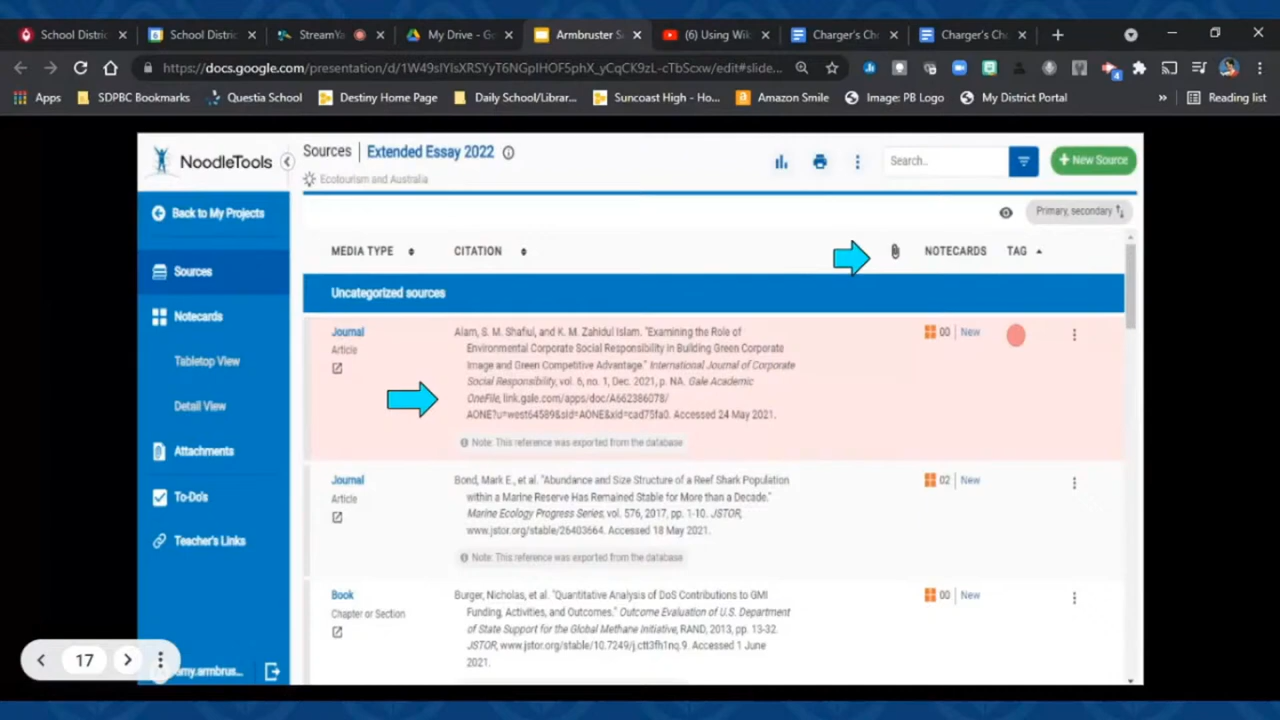 School Distric
School Distric
StreamYa
My Drive - Go
Armbruster S
(6) Using Wik
Charger's Ch
Charger's Ch
Apps
SDPBC Bookmarks
Questia School
Destiny Home Page
Daily School/Librar...
Suncoast High - Ho...
Amazon Smile
Image: PB Logo
My District Portal
»
Reading list
NoodleTools
Sources | Extended Essay 2022
Ecotourism and Australia
Search..
+ New Source
Back to My Projects
Primary, secondary
MEDIA TYPE
CITATION
NOTECARDS
TAG
Sources
Notecards
Tabletop View
Detail View
Attachments
To-Do's
Teacher's Links
Uncategorized sources
Journal
Article
Alam, S. M. Shafiul, and K. M. Zahidul Islam. "Examining the Role of
Environmental Corporate Social Responsibility in Building Green Corporate
Image and Green Competitive Advantage." International Journal of Corporate
Social Responsibility, vol. 6, no. 1, Dec. 2021, p. NA. Gale Academic
OneFile, link.gale.com/apps/doc/A662386078/
AONE?u=west64589&sid=AONE&xid=cad75fa0. Accessed 24 May 2021.
Note: This reference was exported from the database
00 | New
Journal
Article
Bond, Mark E., et al. "Abundance and Size Structure of a Reef Shark Population
within a Marine Reserve Has Remained Stable for More than a Decade."
Marine Ecology Progress Series, vol. 576, 2017, pp. 1-10. JSTOR,
www.jstor.org/stable/26403664. Accessed 18 May 2021.
Note: This reference was exported from the database
02 | New
Book
Chapter or Section
Burger, Nicholas, et al. "Quantitative Analysis of DoS Contributions to GMI
Funding, Activities, and Outcomes." Outcome Evaluation of U.S. Department
of State Support for the Global Methane Initiative, RAND, 2013, pp. 13-32.
JSTOR, www.jstor.org/stable/10.7249/j.ctt3fh1nq.9. Accessed 1 June
2021.
00 | New
17
my.armbrus...